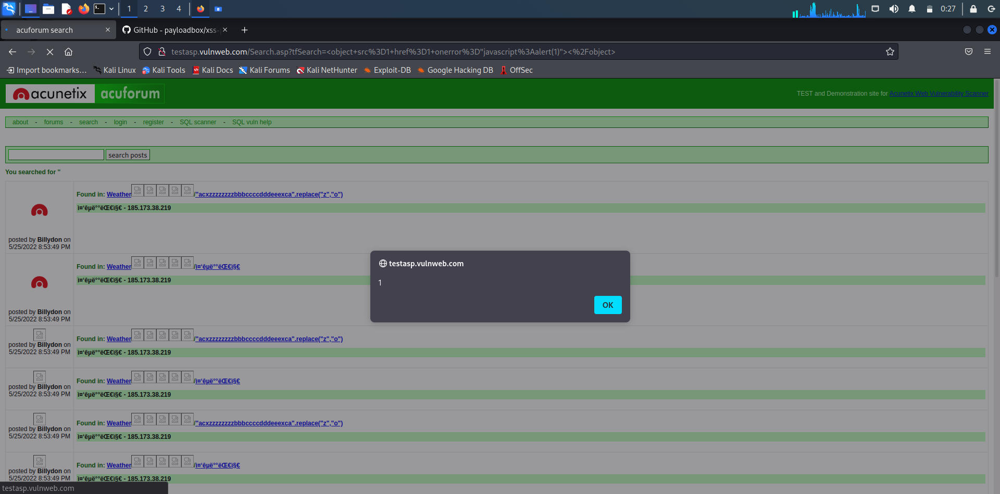 1 2 3 4 0:27
acuforum search GitHub - payloadbox/xss-
testasp.vulnweb.com/Search.asp?tfSearch=<object+src%3D1+href%3D1+onerror%3D"javascript%3Aalert(1)"><%2Fobject>
Import bookmarks... Kali Linux Kali Tools Kali Docs Kali Forums Kali NetHunter Exploit-DB Google Hacking DB OffSec
acunetix acuforum TEST and Demonstration site for Acunetix Web Vulnerability Scanner
about - forums - search - login - register - SQL scanner - SQL vuln help
search posts
You searched for ''
Found in: Weather/"acxzzzzzzzzbbbccccdddeeexca".replace("z","o")
ì¤‘êµë°°ëŒ€ì§€ - 185.173.38.219
posted by Billydon on
5/25/2022 8:53:49 PM
Found in: Weather/ì¤‘êµë°°ëŒ€ì§€
ì¤‘êµë°°ëŒ€ì§€ - 185.173.38.219
posted by Billydon on
5/25/2022 8:53:49 PM
testasp.vulnweb.com
1
OK
Found in: Weather/"acxzzzzzzzzbbbccccdddeeexca".replace("z","o")
ì¤‘êµë°°ëŒ€ì§€ - 185.173.38.219
posted by Billydon on
5/25/2022 8:53:49 PM
Found in: Weather/ì¤‘êµë°°ëŒ€ì§€
ì¤‘êµë°°ëŒ€ì§€ - 185.173.38.219
posted by Billydon on
5/25/2022 8:53:49 PM
Found in: Weather/"acxzzzzzzzzbbbccccdddeeexca".replace("z","o")
ì¤‘êµë°°ëŒ€ì§€ - 185.173.38.219
posted by Billydon on
5/25/2022 8:53:49 PM
Found in: Weather/ì¤‘êµë°°ëŒ€ì§€
ì¤‘êµë°°ëŒ€ì§€ - 185.173.38.219
posted by Billydon on
5/25/2022 8:53:49 PM
testasp.vulnweb.com